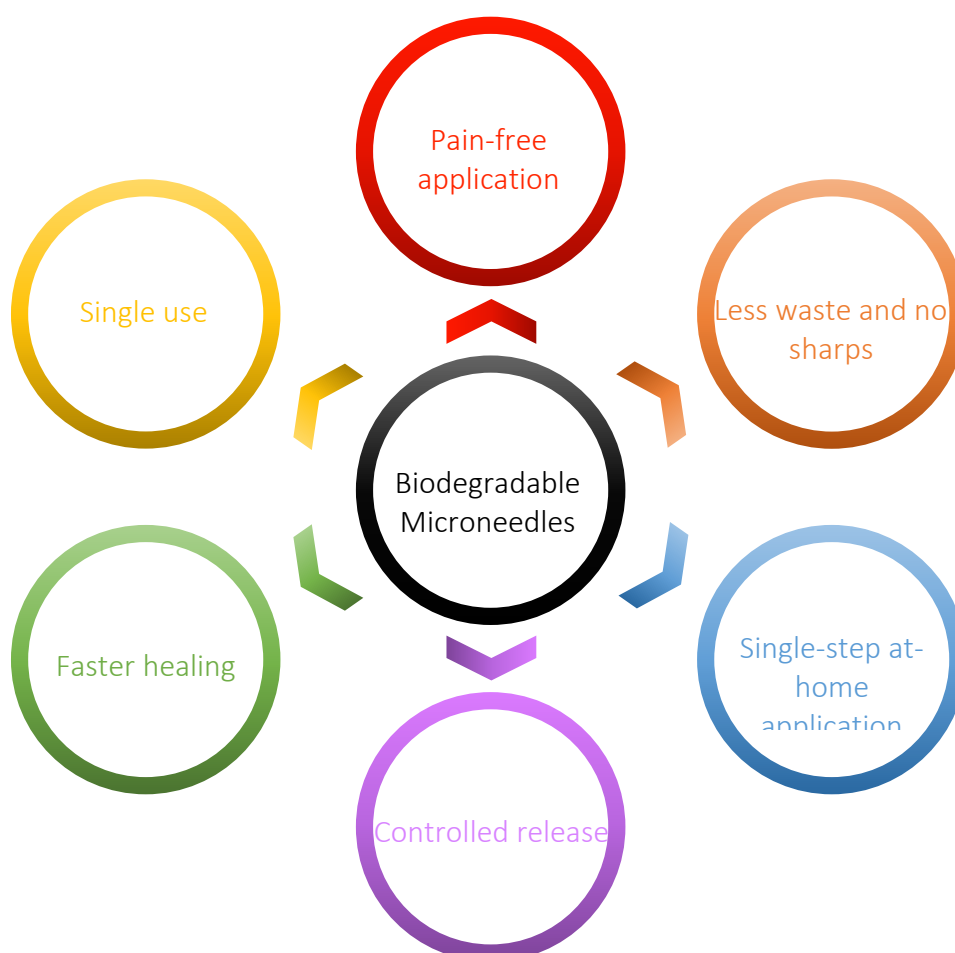 Pain-free
application
Single use
Less waste and no
sharps
Biodegradable
Microneedles
Faster healing
Single-step at-
home
application
Controlled release